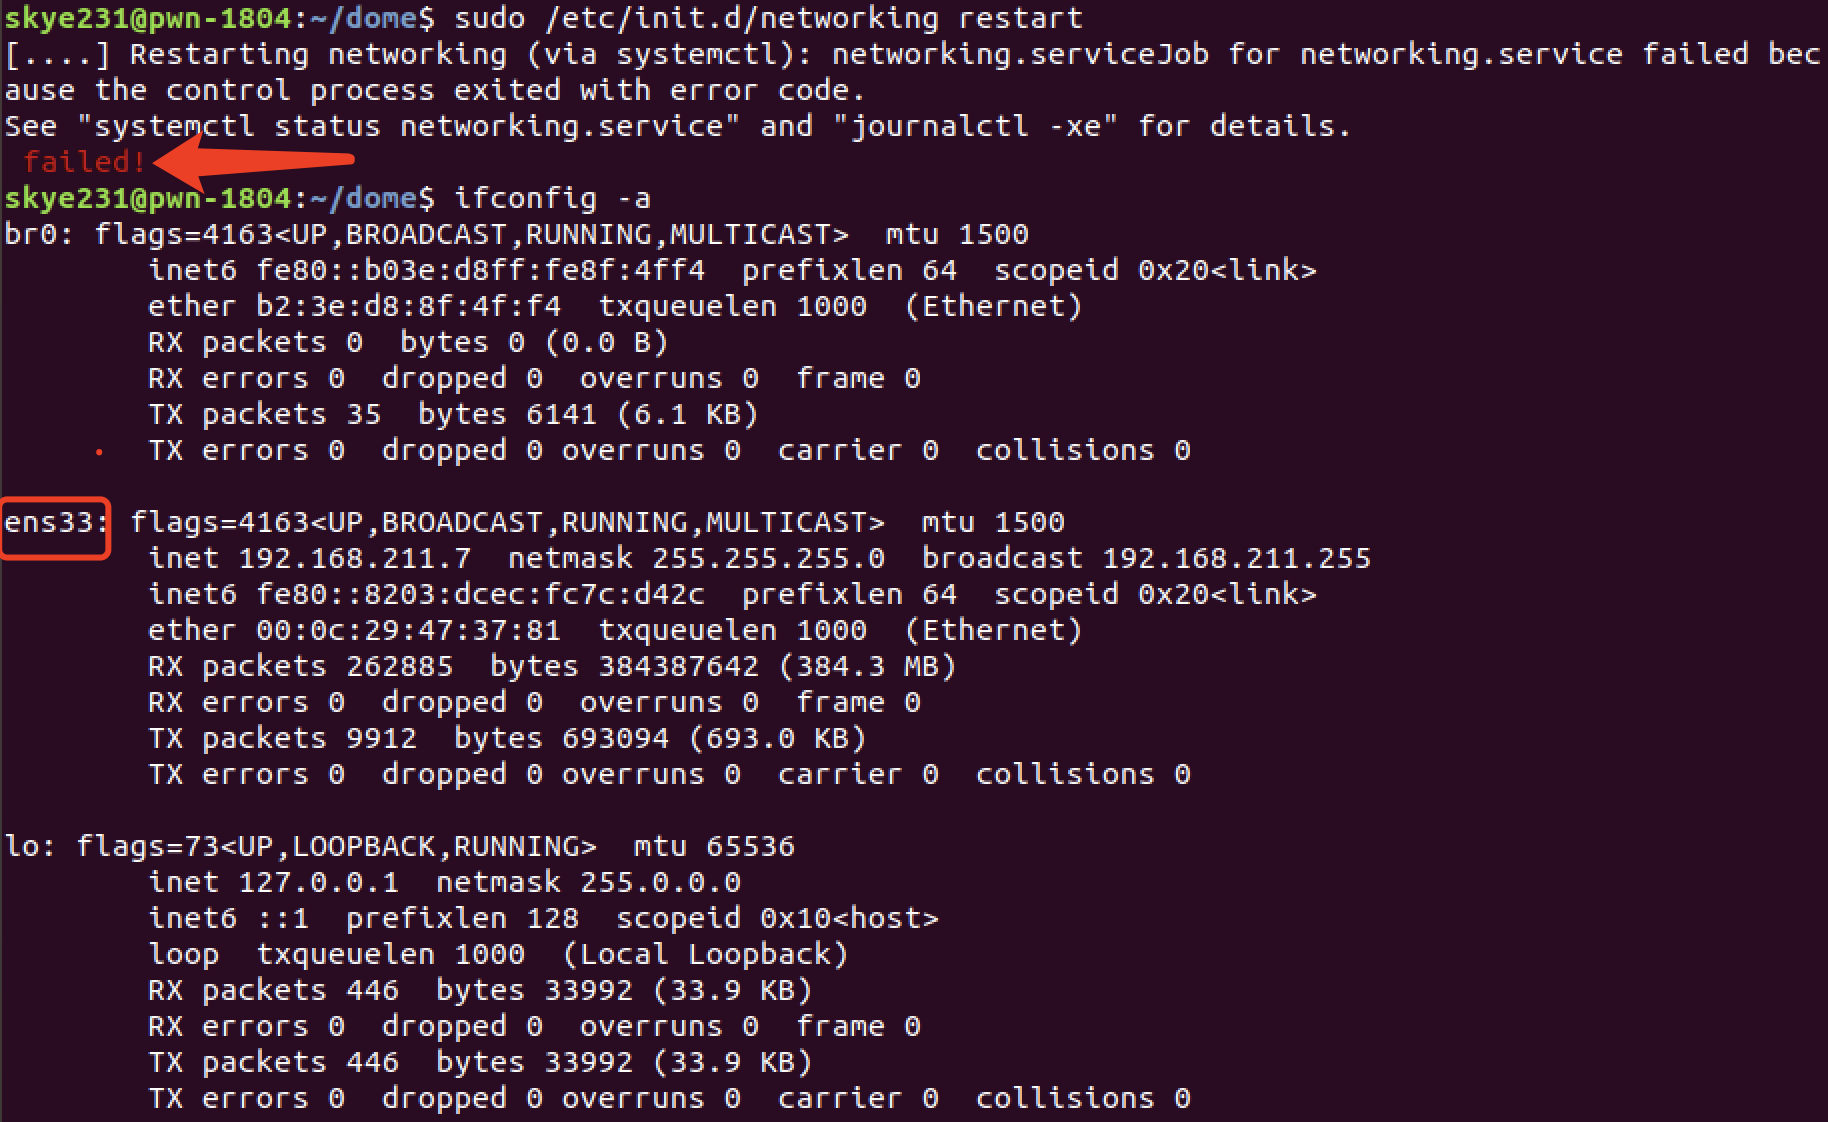 skye231@pwn-1804:~/dome$ sudo /etc/init.d/networking restart
[....] Restarting networking (via systemctl): networking.serviceJob for networking.service failed bec
ause the control process exited with error code.
See "systemctl status networking.service" and "journalctl -xe" for details.
 failed!
skye231@pwn-1804:~/dome$ ifconfig -a
br0: flags=4163<UP,BROADCAST,RUNNING,MULTICAST>  mtu 1500
        inet6 fe80::b03e:d8ff:fe8f:4ff4  prefixlen 64  scopeid 0x20<link>
        ether b2:3e:d8:8f:4f:f4  txqueuelen 1000  (Ethernet)
        RX packets 0  bytes 0 (0.0 B)
        RX errors 0  dropped 0  overruns 0  frame 0
        TX packets 35  bytes 6141 (6.1 KB)
        TX errors 0  dropped 0 overruns 0  carrier 0  collisions 0

ens33: flags=4163<UP,BROADCAST,RUNNING,MULTICAST>  mtu 1500
        inet 192.168.211.7  netmask 255.255.255.0  broadcast 192.168.211.255
        inet6 fe80::8203:dcec:fc7c:d42c  prefixlen 64  scopeid 0x20<link>
        ether 00:0c:29:47:37:81  txqueuelen 1000  (Ethernet)
        RX packets 262885  bytes 384387642 (384.3 MB)
        RX errors 0  dropped 0  overruns 0  frame 0
        TX packets 9912  bytes 693094 (693.0 KB)
        TX errors 0  dropped 0 overruns 0  carrier 0  collisions 0

lo: flags=73<UP,LOOPBACK,RUNNING>  mtu 65536
        inet 127.0.0.1  netmask 255.0.0.0
        inet6 ::1  prefixlen 128  scopeid 0x10<host>
        loop  txqueuelen 1000  (Local Loopback)
        RX packets 446  bytes 33992 (33.9 KB)
        RX errors 0  dropped 0  overruns 0  frame 0
        TX packets 446  bytes 33992 (33.9 KB)
        TX errors 0  dropped 0 overruns 0  carrier 0  collisions 0